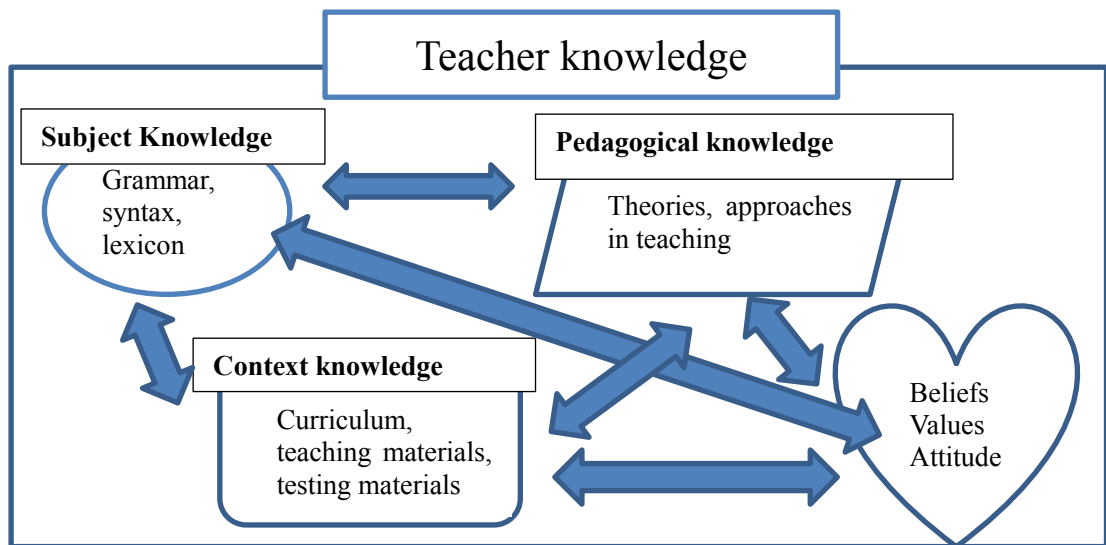 Teacher knowledge
Subject Knowledge
Grammar,
syntax,
lexicon
Pedagogical knowledge
Theories, approaches
in teaching
Context knowledge
Curriculum,
teaching materials,
testing materials
Beliefs
Values
Attitude